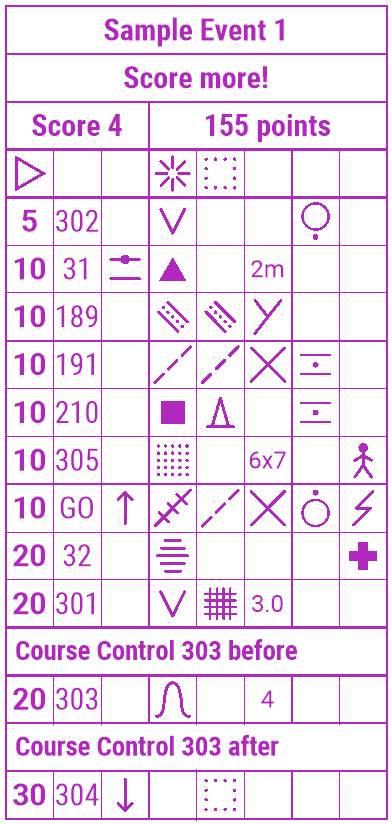 Sample Event 1
Score more!
Score 4 155 points
5 302
10 31 2m
10 189
10 191
10 210
10 305 6x7
10 GO
20 32
20 301 3.0
Course Control 303 before
20 303 4
Course Control 303 after
30 304